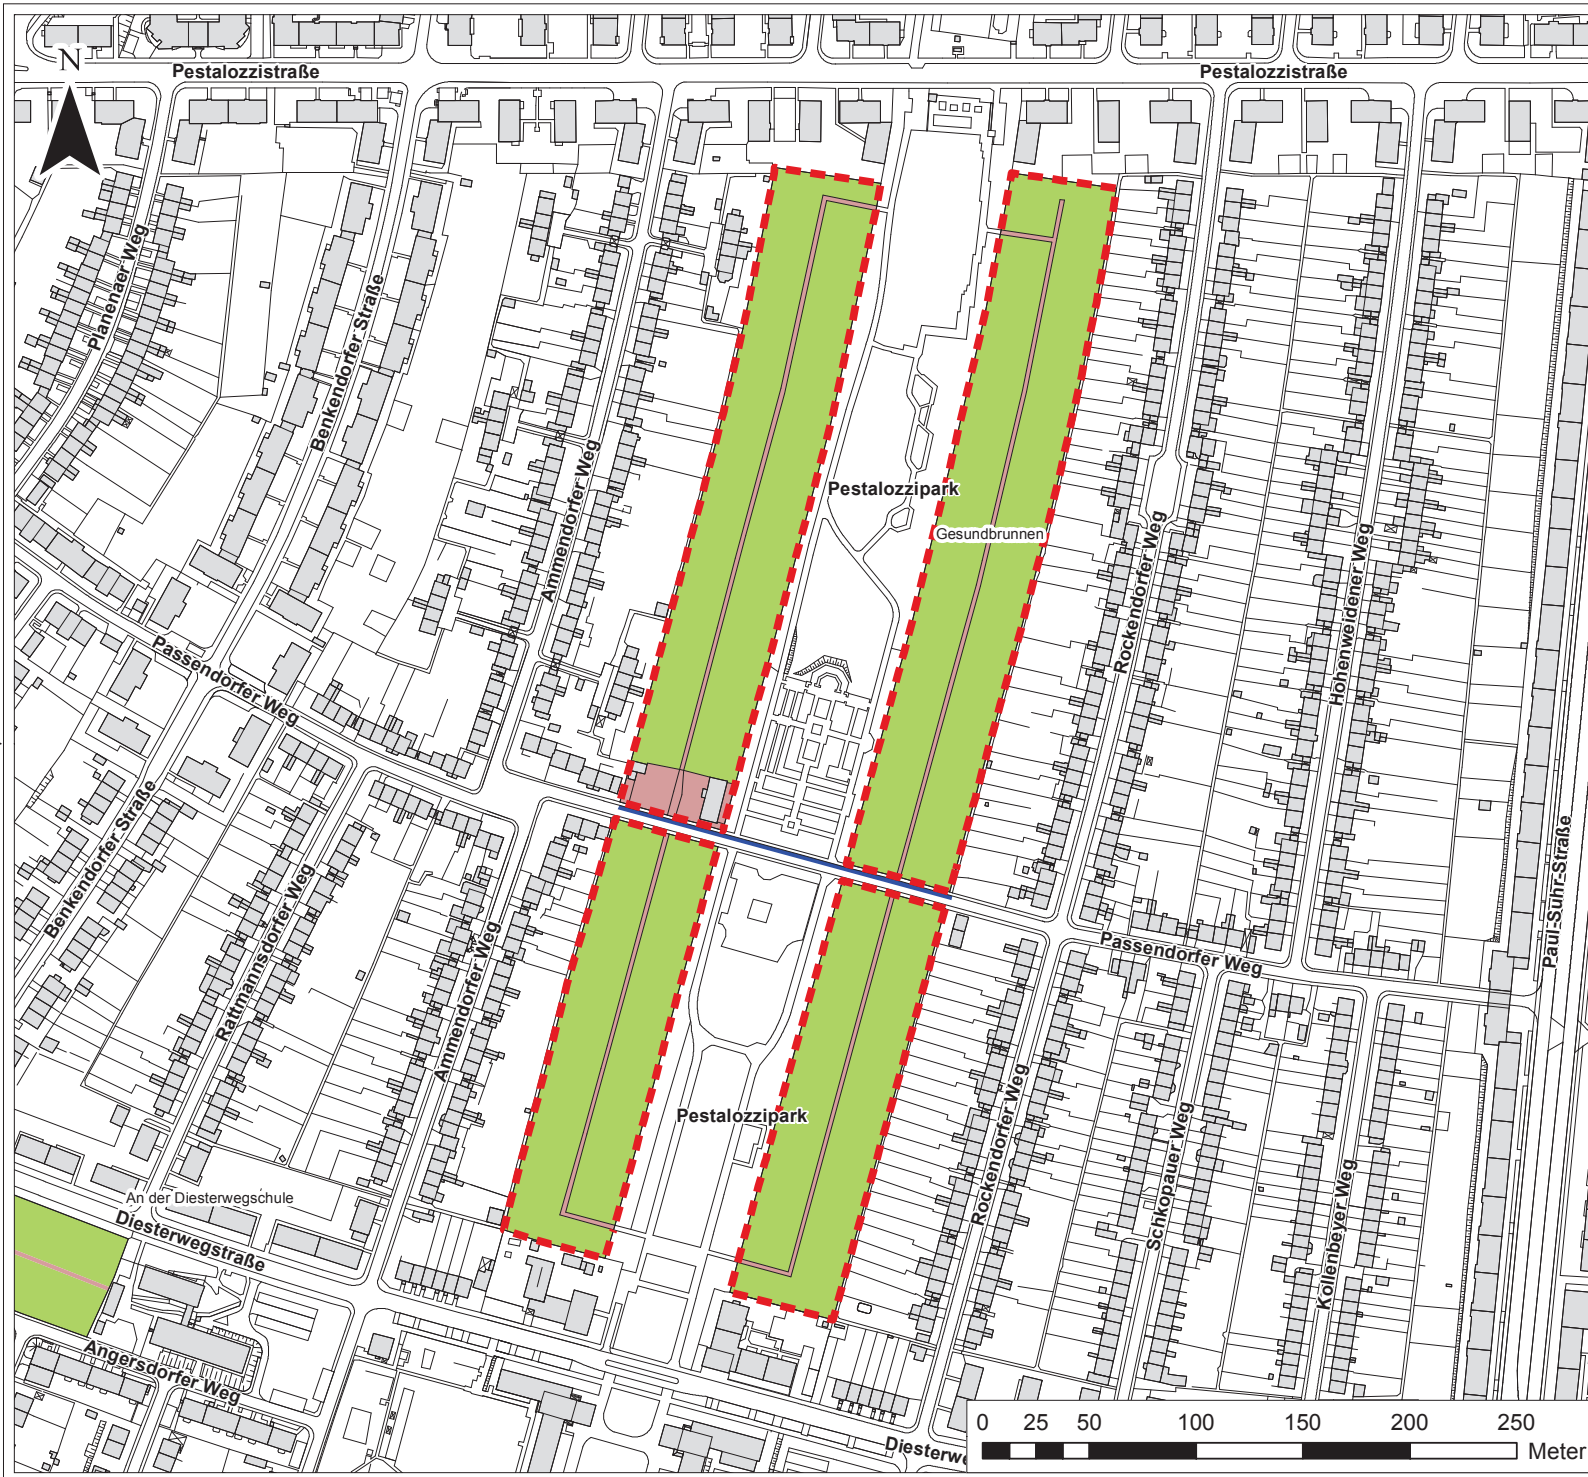 N
Pestalozzistraße
Pestalozzistraße
Planenaer Weg
Benkendorfer Straße
Ammendorfer Weg
Pestalozzipark
Gesundbrunnen
Rockendorfer Weg
Hohenweidener Weg
Passendorfer Weg
Benkendorfer Straße
Rattmannsdorfer Weg
Ammendorfer Weg
Paul-Suhr-Straße
Passendorfer Weg
Pestalozzipark
Rockendorfer Weg
Schkopauer Weg
Kollenbeyer Weg
An der Diesterwegschule
Diesterwegstraße
Angersdorfer Weg
Diesterwe
0 25 50 100 150 200 250
Meter